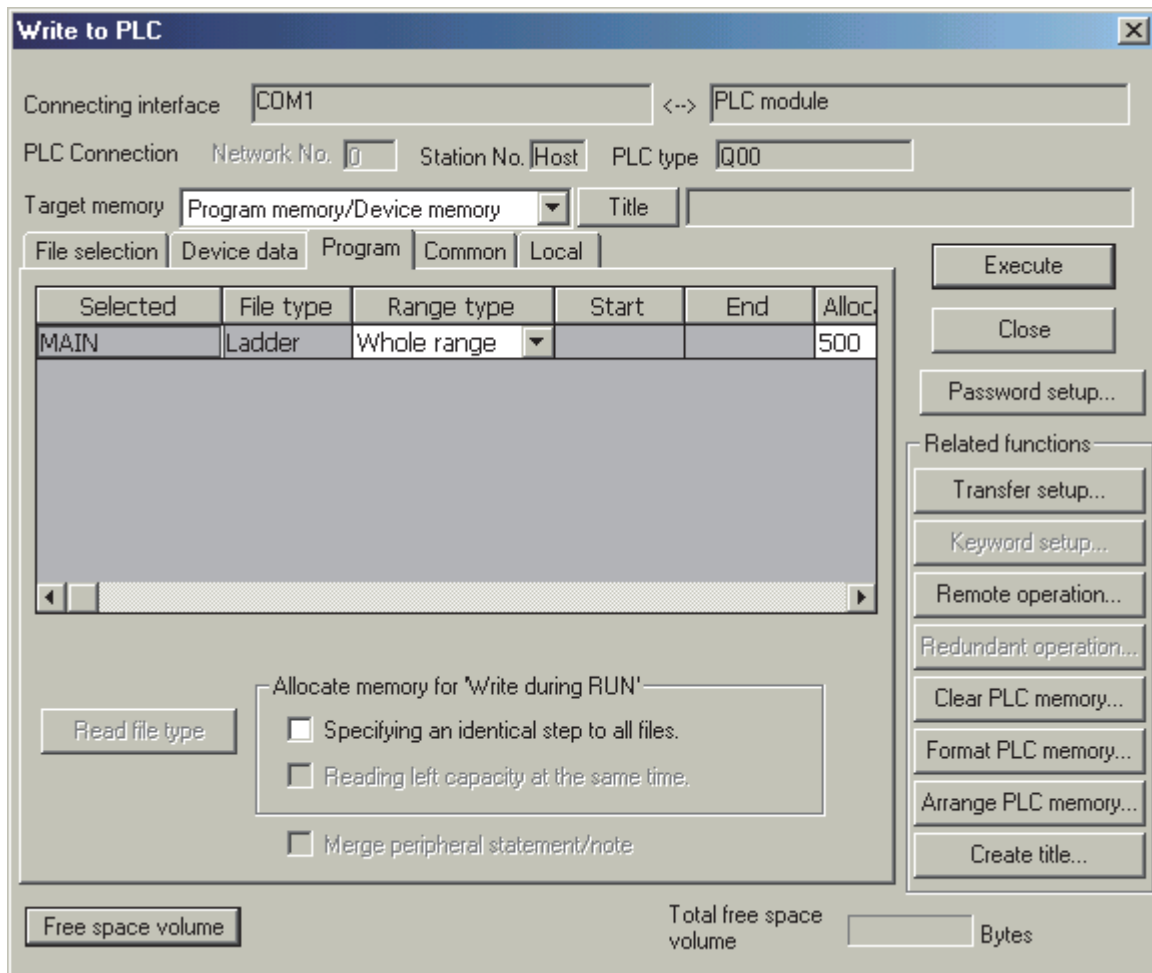 Write to PLC
Connecting interface COM1 <--> PLC module
PLC Connection Network No. 0 Station No. Host PLC type Q00
Target memory Program memory/Device memory Title
File selection Device data Program Common Local
Execute
Selected File type Range type Start End Alloca
MAIN Ladder Whole range 500
Close
Password setup...
Related functions
Transfer setup...
Keyword setup...
Remote operation...
Redundant operation...
Clear PLC memory...
Format PLC memory...
Arrange PLC memory...
Create title...
Allocate memory for 'Write during RUN'
Read file type
Specifying an identical step to all files.
Reading left capacity at the same time.
Merge peripheral statement/note
Free space volume
Total free space
volume
Bytes